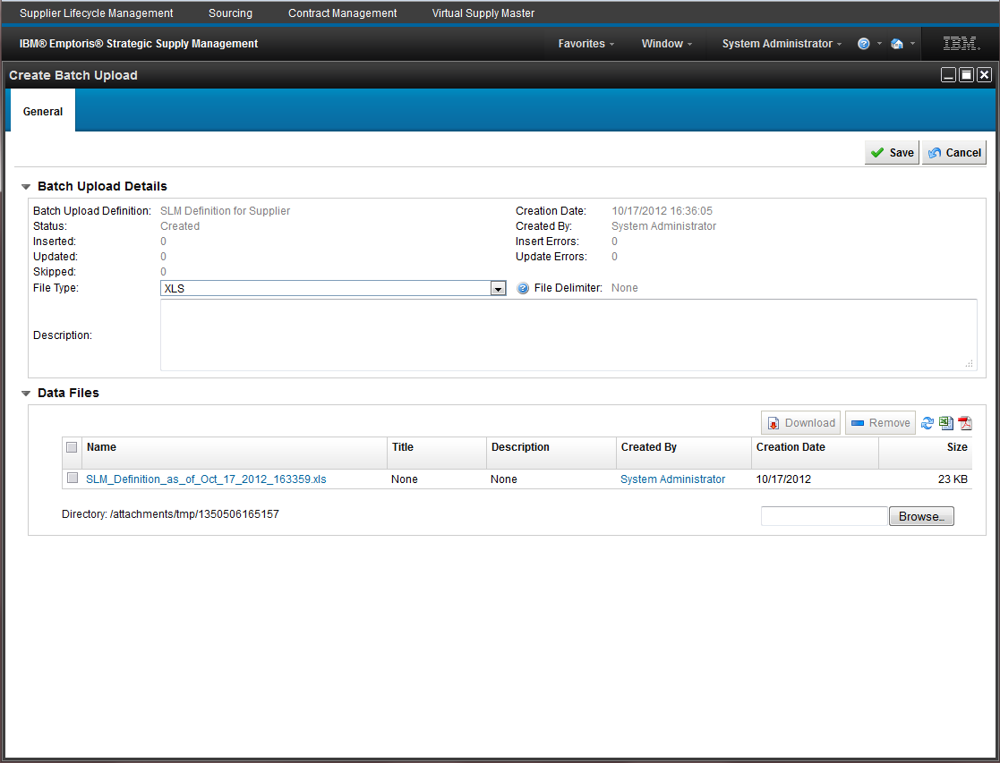 Supplier Lifecycle Management Sourcing Contract Management Virtual Supply Master
IBM® Emptoris® Strategic Supply Management Favorites Window System Administrator IBM.
Create Batch Upload
General
Save Cancel
Batch Upload Details
Batch Upload Definition: SLM Definition for Supplier Creation Date: 10/17/2012 16:36:05
Status: Created Created By: System Administrator
Inserted: 0 Insert Errors: 0
Updated: 0 Update Errors: 0
Skipped: 0
File Type: XLS File Delimiter: None
Description:
Data Files
Download Remove
Name Title Description Created By Creation Date Size
SLM_Definition_as_of_Oct_17_2012_163359.xls None None System Administrator 10/17/2012 23 KB
Directory: /attachments/tmp/1350506165157 Browse...